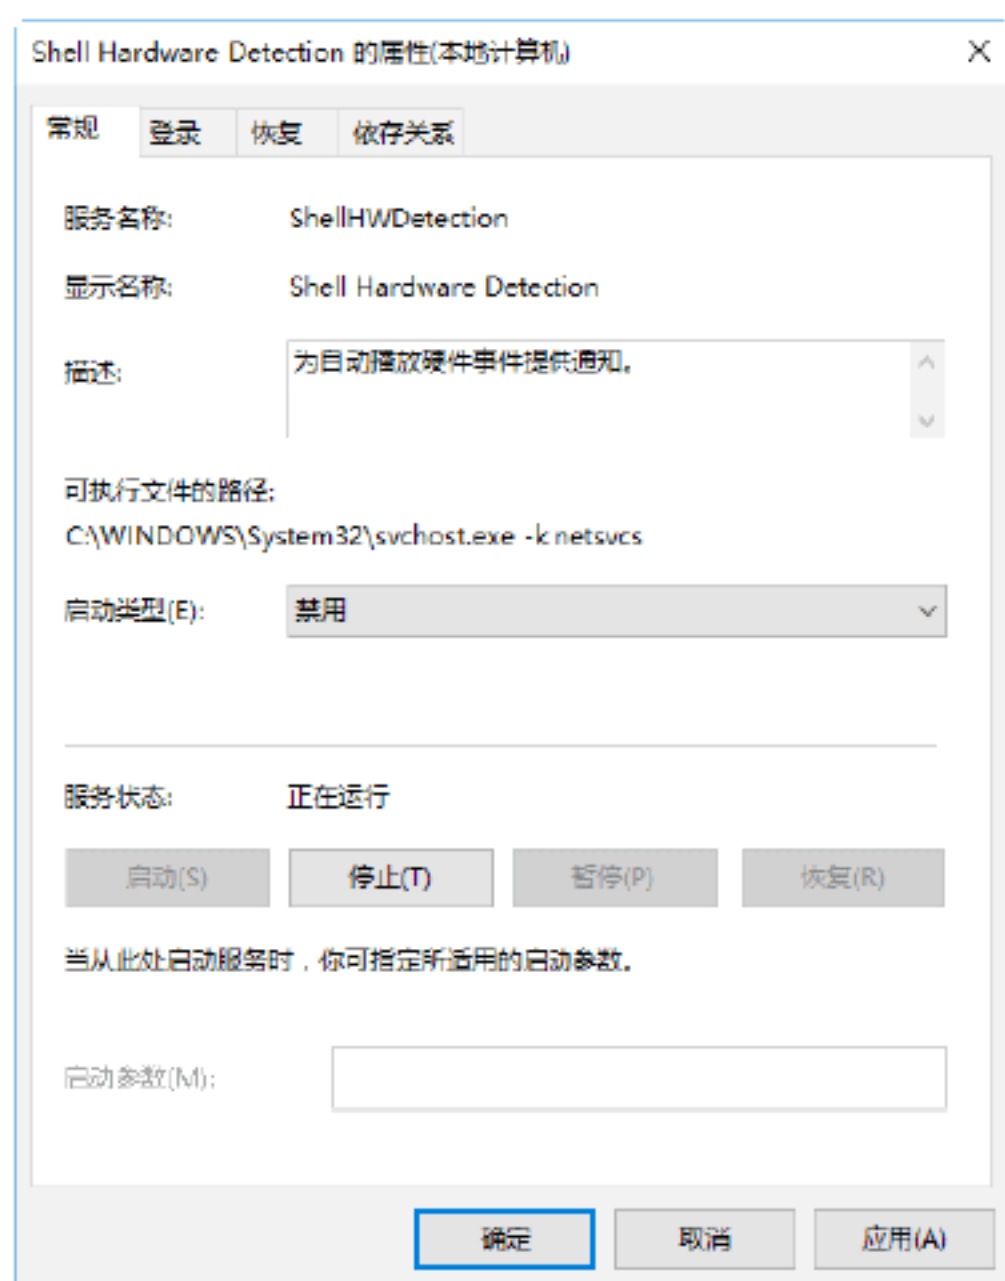 Shell Hardware Detection 的属性(本地计算机)
常规 登录 恢复 依存关系
服务名称: ShellHWDetection
显示名称: Shell Hardware Detection
描述: 为自动播放硬件事件提供通知。
可执行文件的路径:
C:\WINDOWS\System32\svchost.exe -k netsvcs
启动类型(E): 禁用
服务状态: 正在运行
启动(S) 停止(T) 暂停(P) 恢复(R)
当从此处启动服务时，你可指定所适用的启动参数。
启动参数(M):
确定 取消 应用(A)